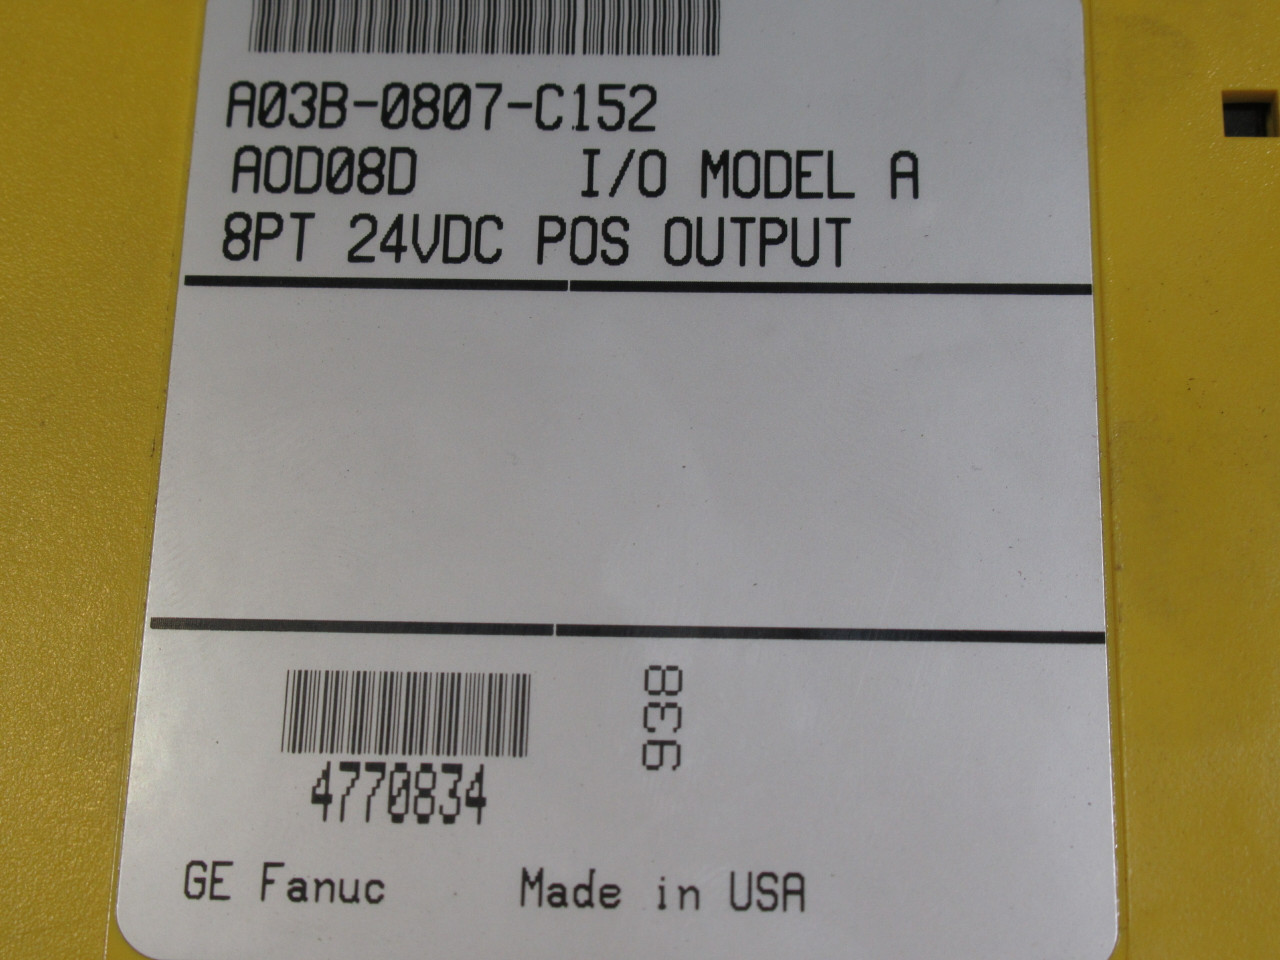 A03B-0807-C152
AOD08D I/O MODEL A
8PT 24VDC POS OUTPUT
938
4770834
GE Fanuc Made in USA